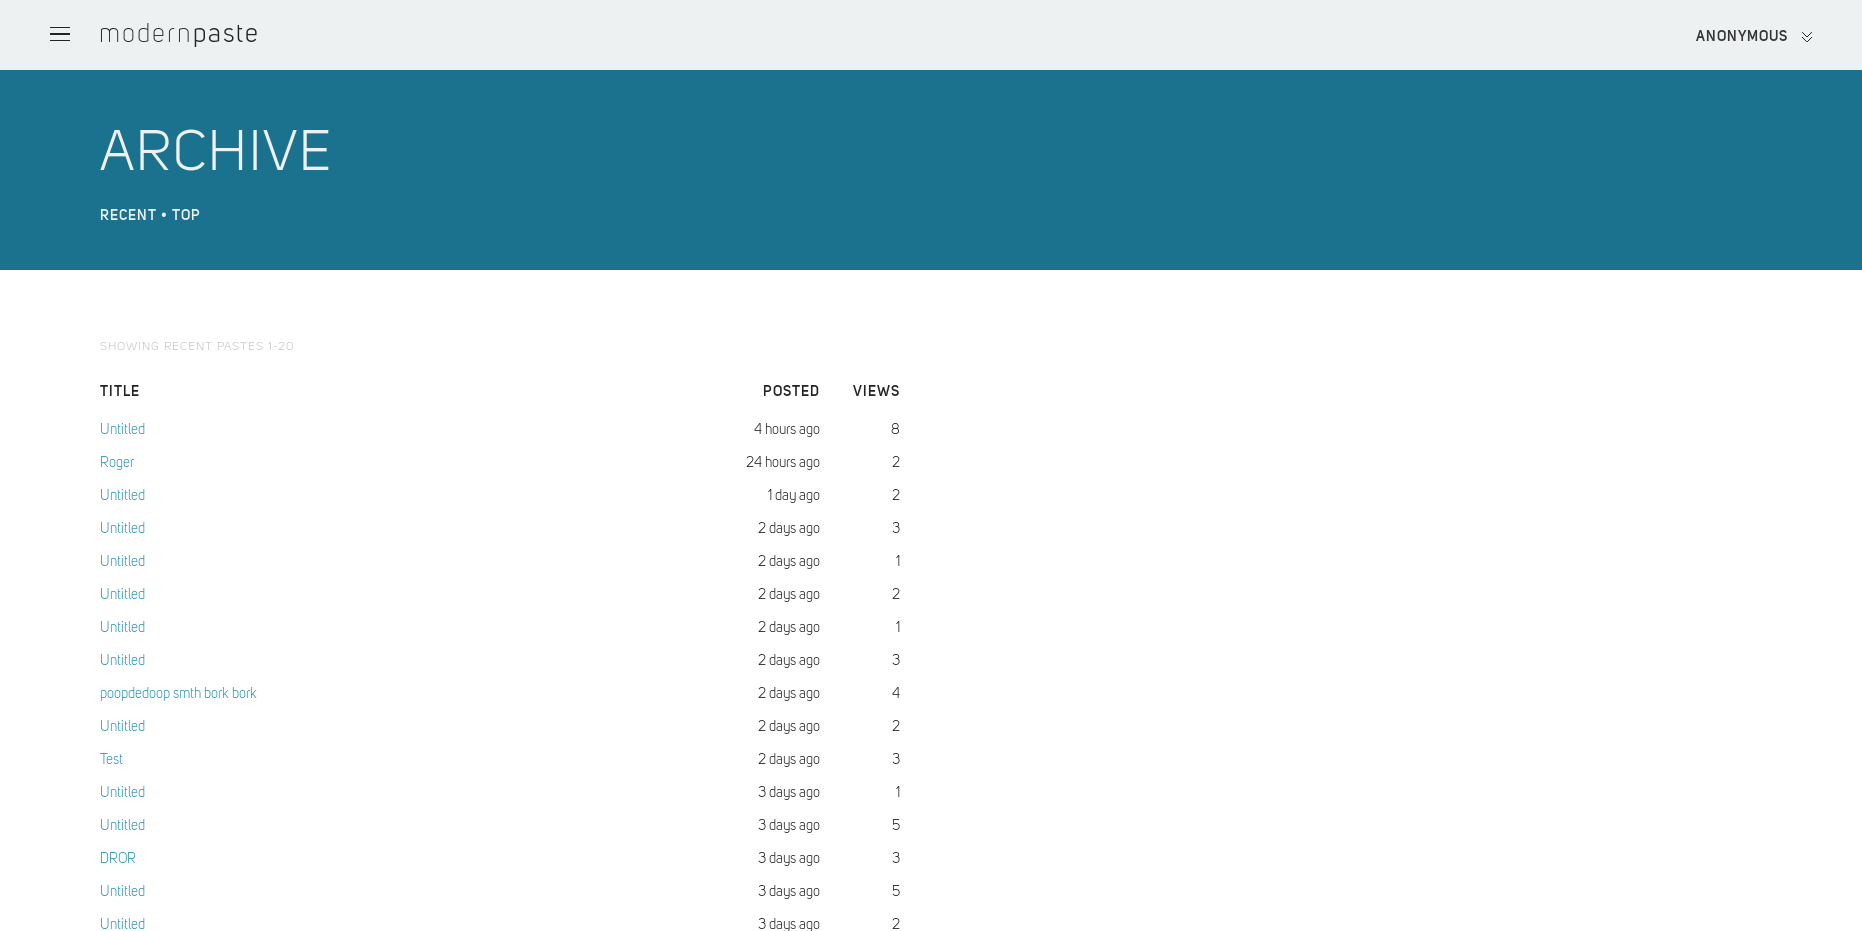 modernpaste
ANONYMOUS
ARCHIVE
RECENT • TOP
SHOWING RECENT PASTES 1-20
TITLE POSTED VIEWS
Untitled 4 hours ago 8
Roger 24 hours ago 2
Untitled 1 day ago 2
Untitled 2 days ago 3
Untitled 2 days ago 1
Untitled 2 days ago 2
Untitled 2 days ago 1
Untitled 2 days ago 3
poopdedoop smth bork bork 2 days ago 4
Untitled 2 days ago 2
Test 2 days ago 3
Untitled 3 days ago 1
Untitled 3 days ago 5
DROR 3 days ago 3
Untitled 3 days ago 5
Untitled 3 days ago 2